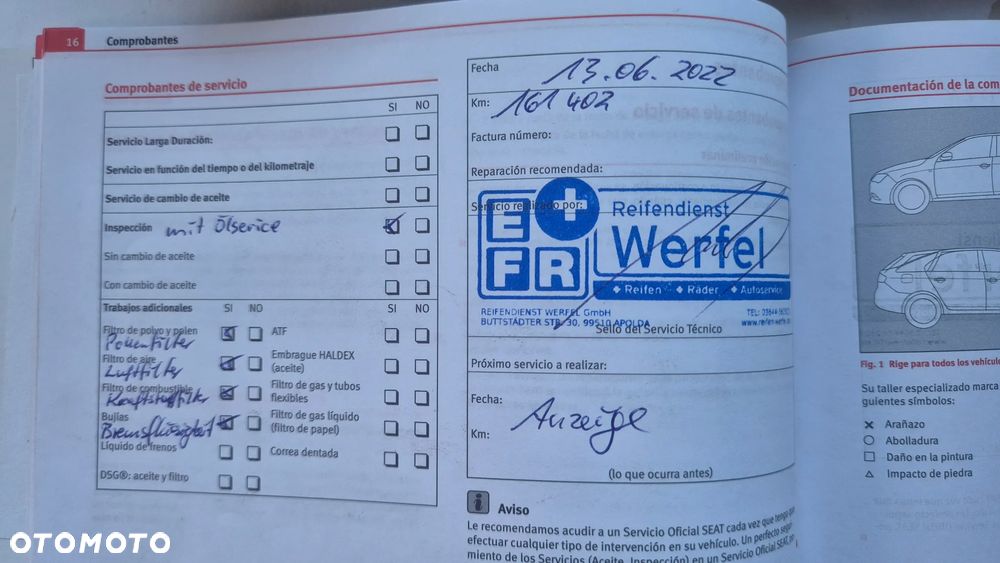 16 Comprobantes
Comprobantes de servicio
SI NO
Servicio Larga Duración:
Servicio en función del tiempo o del kilometraje
Servicio de cambio de aceite
Inspección mit Ölservice
Sin cambio de aceite
Con cambio de aceite
Trabajos adicionales SI NO SI NO
Filtro de polvo y polen ATF
Pollenfilter
Filtro de aire Embrague HALDEX
Luftfilter (aceite)
Filtro de combustible Filtro de gas y tubos
Kraftstoffilter flexibles
Bujías Filtro de gas líquido
Bremsflüssigkeit (filtro de papel)
Líquido de frenos Correa dentada
DSG®: aceite y filtro
Fecha 13.06.2022
Km: 161 402
Factura número:
Reparación recomendada:
Servicio realizado por:
E+
FR
Reifendienst
Werfel
Reifen Räder Autoservice
REIFENDIENST WERFEL GmbH
BUTTSTÄDTER STR. 30, 99510 APOLDA
www.reifen-werfel.de
Sello del Servicio Técnico
Próximo servicio a realizar:
Fecha:
Anzeige
Km:
(lo que ocurra antes)
i Aviso
Le recomendamos acudir a un Servicio Oficial SEAT cada vez que tenga que
efectuar cualquier tipo de intervención en su vehículo. Un perfecto
miento de los Servicios (Aceite, Inspección) en un Servicio Oficial SEAT,
Documentación de la
Fig. 1 Rige para todos los
Su taller especializado marca
guientes símbolos:
Arañazo
Abolladura
Daño en la pintura
Impacto de piedra
OTOMOTO